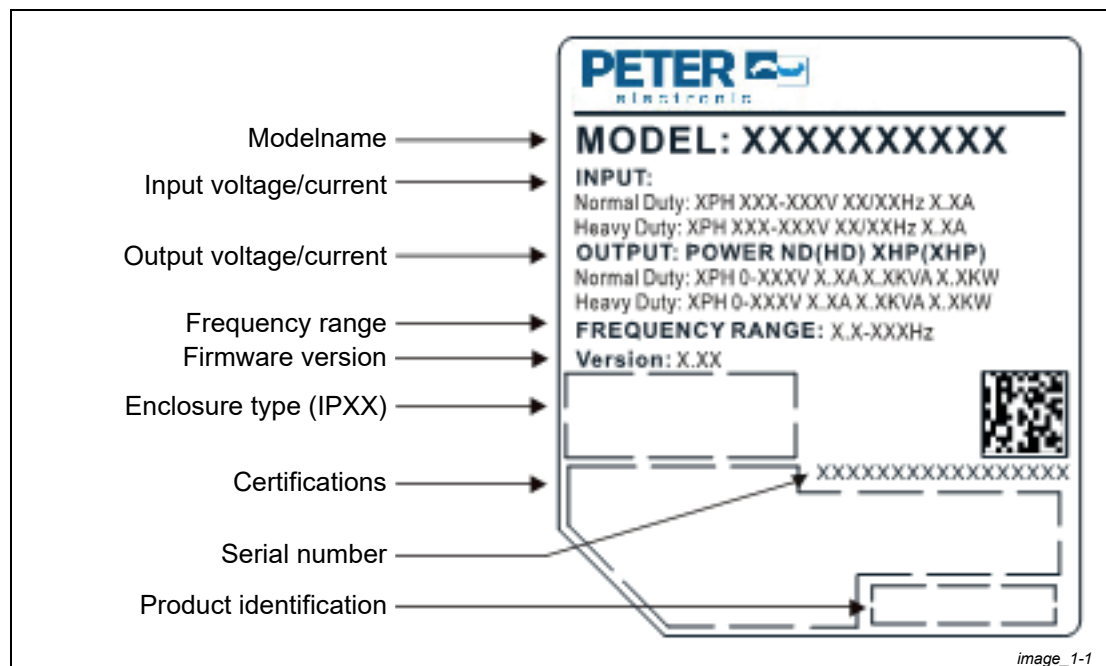 PETER
electronic
Modelname
MODEL: XXXXXXXXXX
Input voltage/current
INPUT:
Normal Duty: XPH XXX-XXXV XX/XXHz X.XA
Heavy Duty: XPH XXX-XXXV XX/XXHz X.XA
Output voltage/current
OUTPUT: POWER ND(HD) XHP(XHP)
Normal Duty: XPH 0-XXXV X.XA X.XKVA X.XKW
Heavy Duty: XPH 0-XXXV X.XA X.XKVA X.XKW
Frequency range
FREQUENCY RANGE: X.X-XXXHz
Firmware version
Version: X.XX
Enclosure type (IPXX)
Certifications
XXXXXXXXXXXXXXXXX
Serial number
Product identification
image_1-1